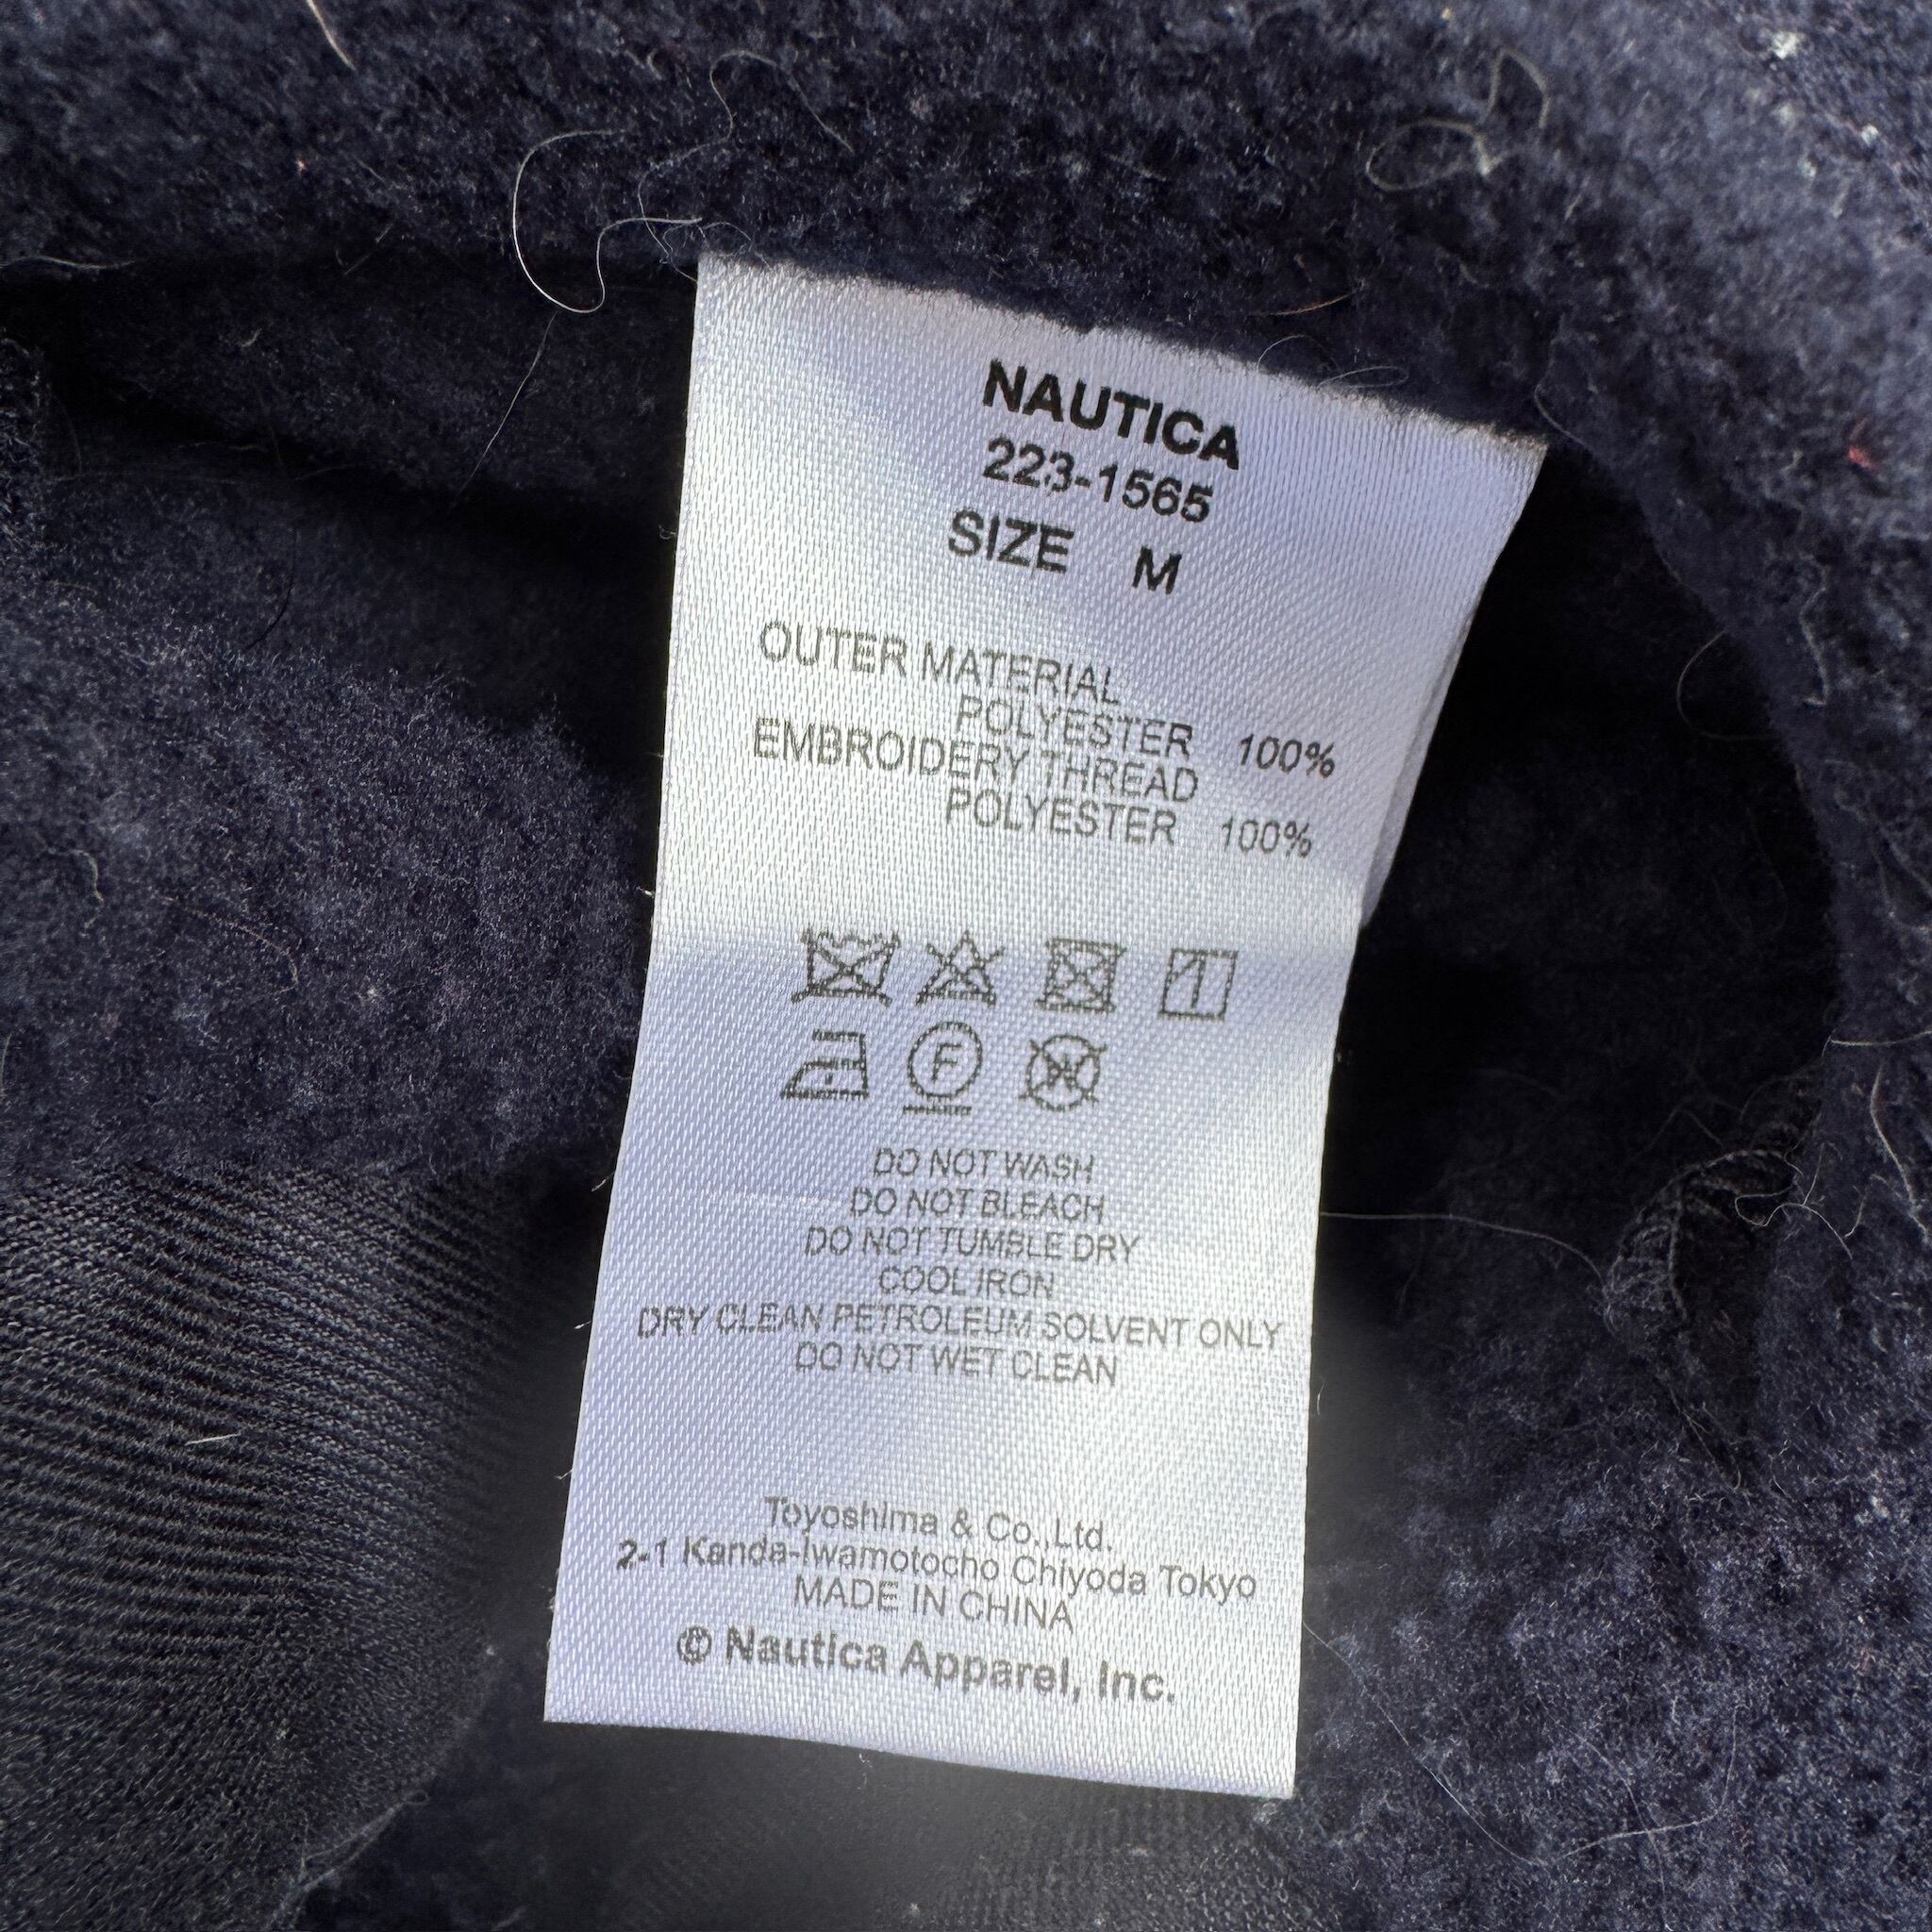 NAUTICA
223-1565
SIZE M
OUTER MATERIAL
POLYESTER 100%
EMBROIDERY THREAD
POLYESTER 100%
F
DO NOT WASH
DO NOT BLEACH
DO NOT TUMBLE DRY
COOL IRON
DRY CLEAN PETROLEUM SOLVENT ONLY
DO NOT WET CLEAN
Toyoshima & Co.,Ltd.
2-1 Kanda-Iwamotocho Chiyoda Tokyo
MADE IN CHINA
© Nautica Apparel, Inc.